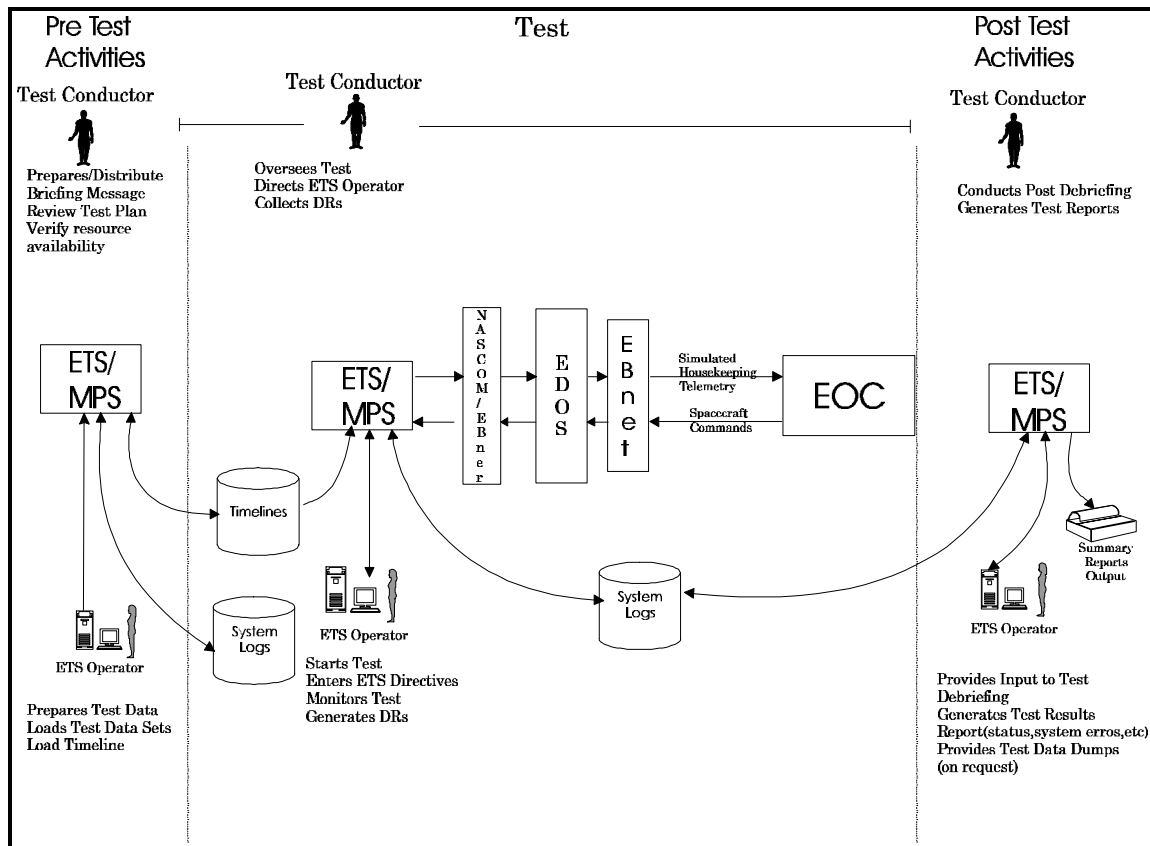 Pre Test
Activities
Test Conductor
Prepares/Distribute
Briefing Message
Review Test Plan
Verify resource
availability
ETS/
MPS
ETS Operator
Prepares Test Data
Loads Test Data Sets
Load Timeline
Test
Test Conductor
Oversees Test
Directs ETS Operator
Collects DRs
Timelines
System
Logs
ETS/
MPS
ETS Operator
Starts Test
Enters ETS Directives
Monitors Test
Generates DRs
NASCOM/EBner
EDOS
EBnet
Simulated
Housekeeping
Telemetry
Spacecraft
Commands
EOC
System
Logs
Post Test
Activities
Test Conductor
Conducts Post Debriefing
Generates Test Reports
ETS/
MPS
Summary
Reports
Output
ETS Operator
Provides Input to Test
Debriefing
Generates Test Results
Report(status,system erros,etc)
Provides Test Data Dumps
(on request)